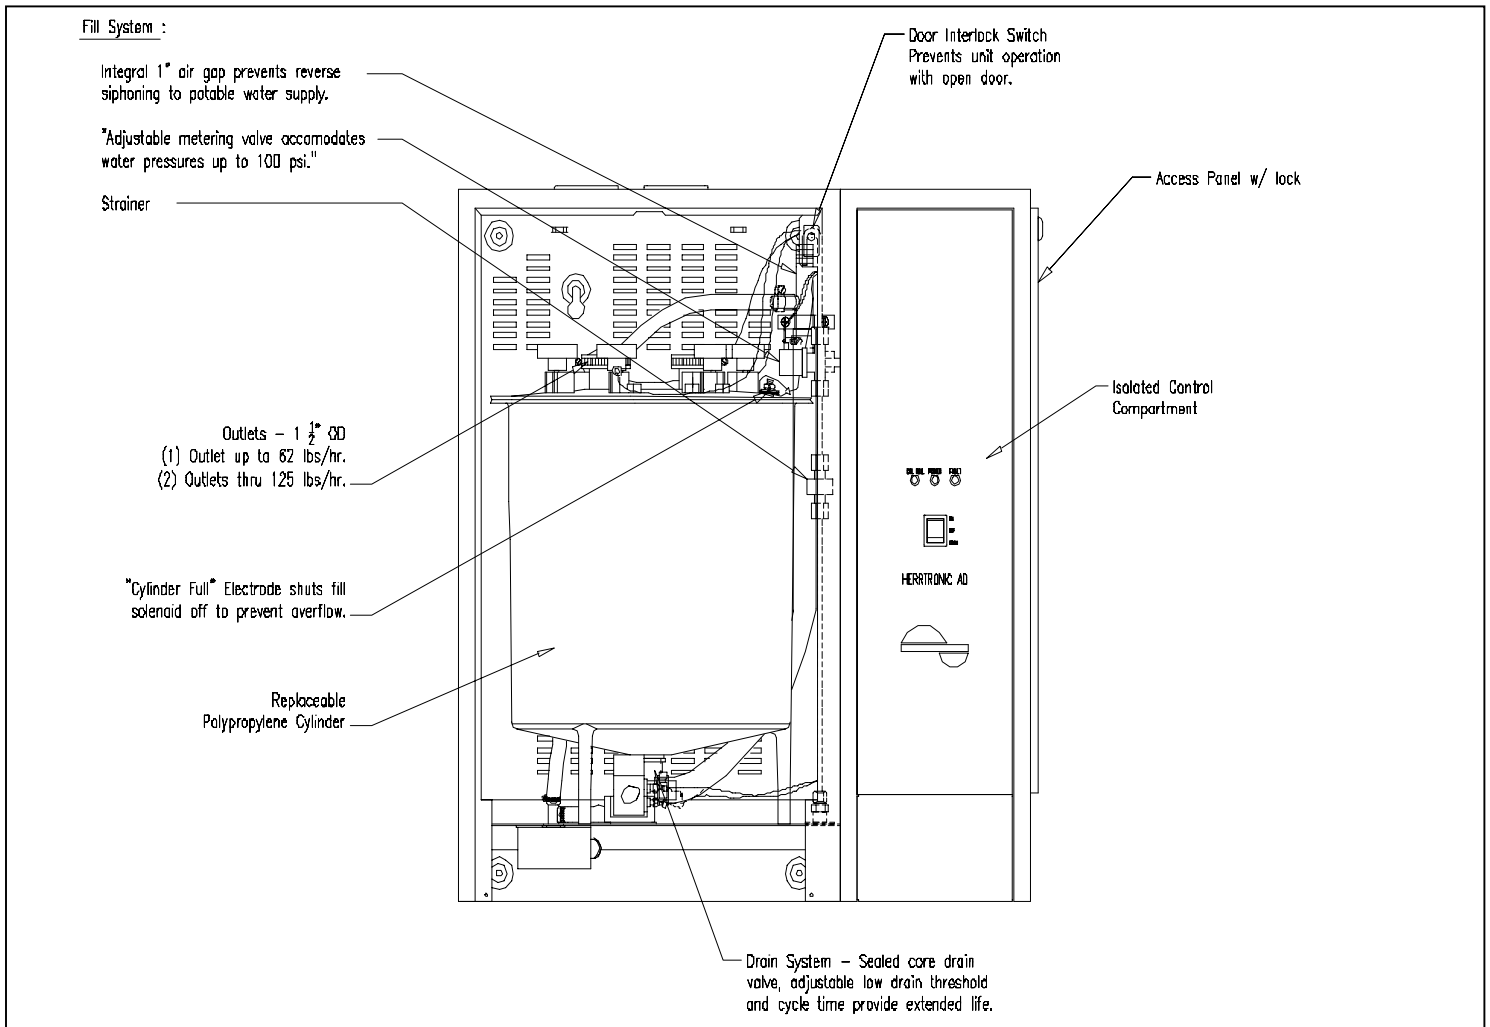 Fill System :
Integral 1" air gap prevents reverse
siphoning to potable water supply.
"Adjustable metering valve accomodates
water pressures up to 100 psi."
Strainer
Outlets - 1 1/2" OD
(1) Outlet up to 62 lbs/hr.
(2) Outlets thru 125 lbs/hr.
"Cylinder Full" Electrode shuts fill
solenoid off to prevent overflow.
Replaceable
Polypropylene Cylinder
Door Interlock Switch
Prevents unit operation
with open door.
Access Panel w/ lock
Isolated Control
Compartment
HERRTRONIC AD
Drain System - Sealed core drain
valve, adjustable low drain threshold
and cycle time provide extended life.